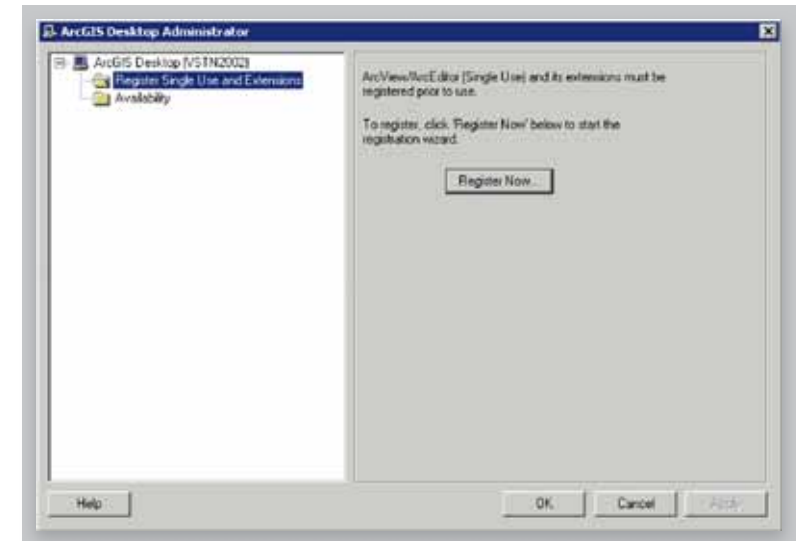 ArcGIS Desktop Administrator
ArcGIS Desktop (VSTN2002)
Register Single Use and Extensions
Availability
ArcView/ArcEditor (Single Use) and its extensions must be
registered prior to use.
To register, click 'Register Now' below to start the
registration wizard.
Register Now...
Help
OK
Cancel
Apply